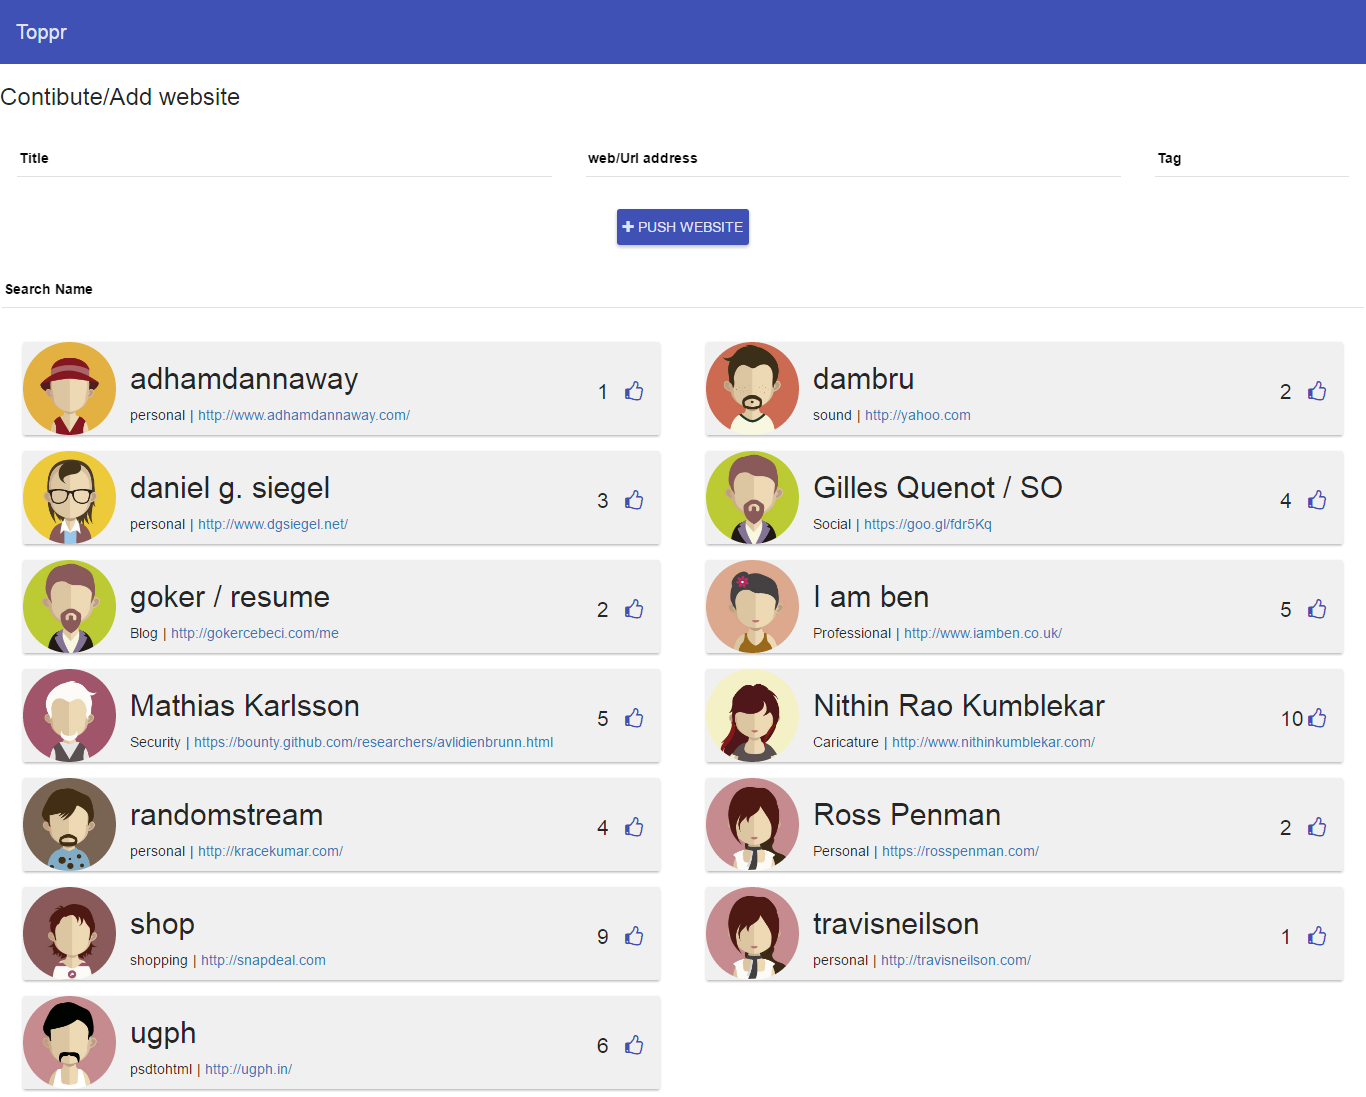 Toppr
Contibute/Add website
Title web/Url address Tag
PUSH WEBSITE
Search Name
adhamdannaway
personal | http://www.adhamdannaway.com/
1
dambru
sound | http://yahoo.com
2
daniel g. siegel
personal | http://www.dgsiegel.net/
3
Gilles Quenot / SO
Social | https://goo.gl/fdr5Kq
4
goker / resume
Blog | http://gokercebeci.com/me
2
I am ben
Professional | http://www.iamben.co.uk/
5
Mathias Karlsson
Security | https://bounty.github.com/researchers/avlidienbrunn.html
5
Nithin Rao Kumblekar
Caricature | http://www.nithinkumblekar.com/
10
randomstream
personal | http://kracekumar.com/
4
Ross Penman
Personal | https://rosspenman.com/
2
shop
shopping | http://snapdeal.com
9
travisneilson
personal | http://travisneilson.com/
1
ugph
psdtohtml | http://ugph.in/
6